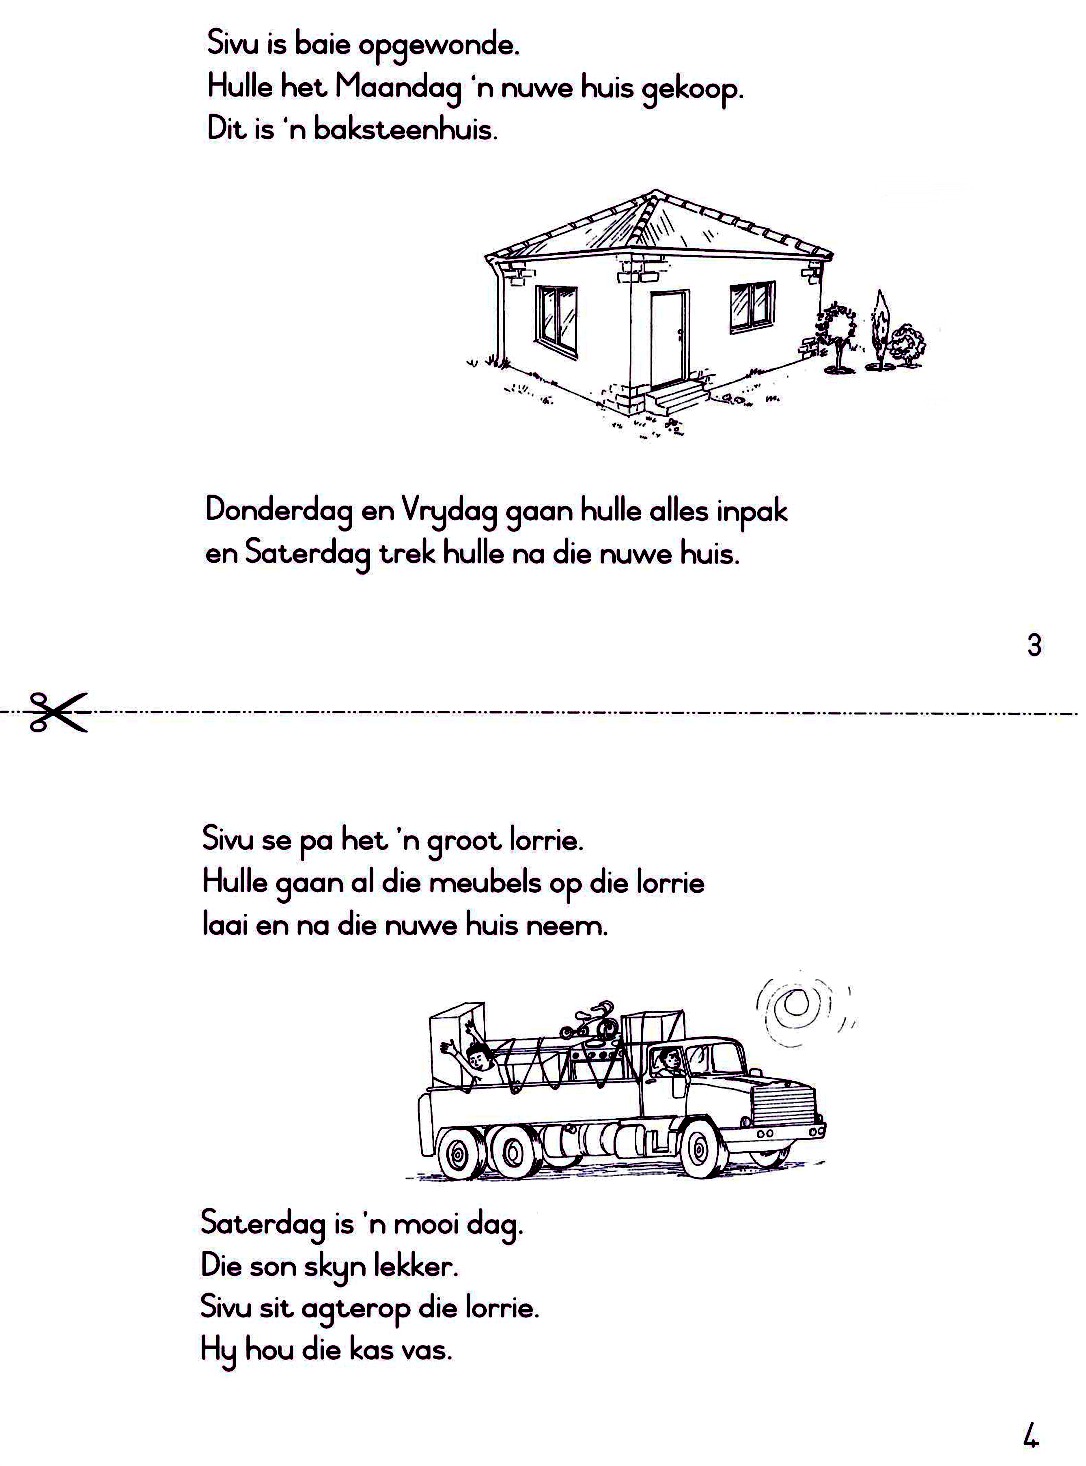 Sivu is baie opgewonde.
Hulle het Maandag 'n nuwe huis gekoop.
Dit is 'n baksteenhuis.
Donderdag en Vrydag gaan hulle alles inpak
en Saterdag trek hulle na die nuwe huis.
3
Sivu se pa het 'n groot lorrie.
Hulle gaan al die meubels op die lorrie
laai en na die nuwe huis neem.
Saterdag is 'n mooi dag.
Die son skyn lekker.
Sivu sit agterop die lorrie.
Hy hou die kas vas.
4